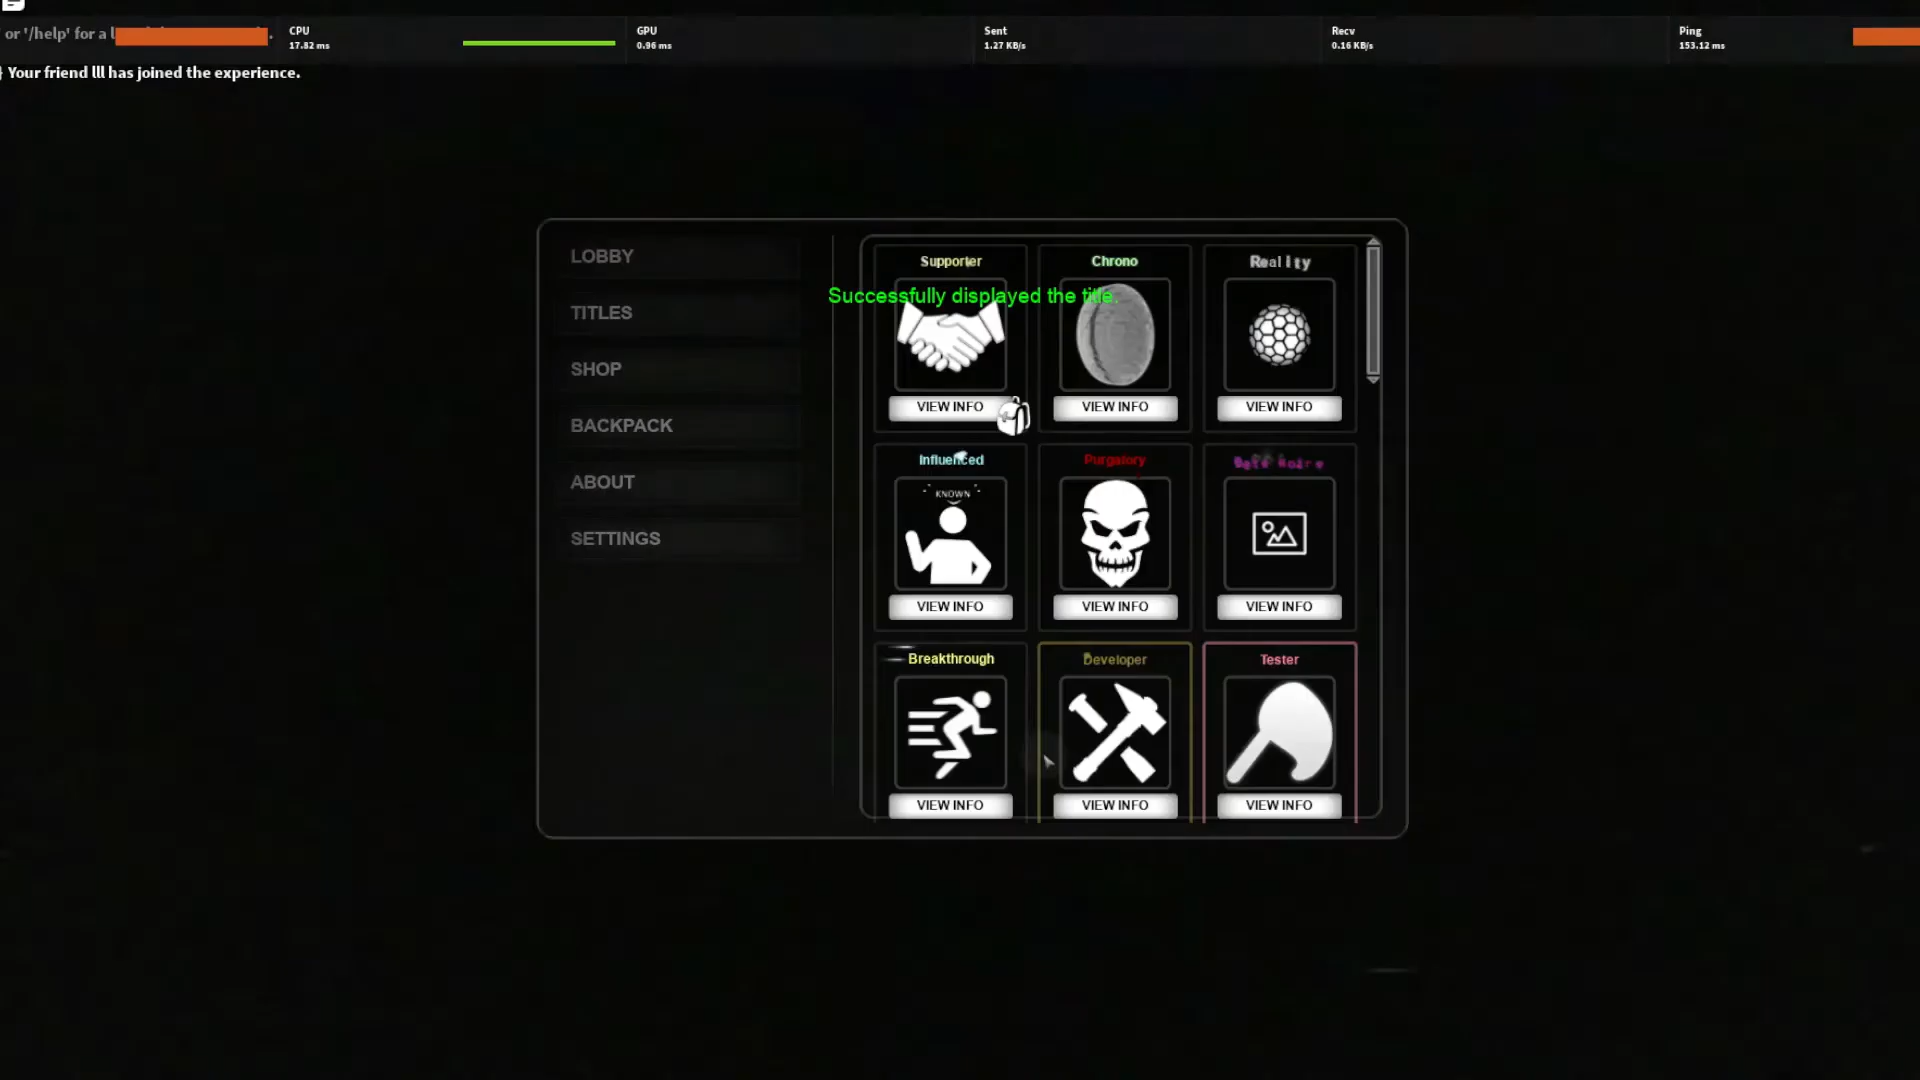 or '/help' for a l
CPU
17.82 ms
GPU
0.96 ms
Sent
1.27 KB/s
Recv
0.16 KB/s
Ping
153.12 ms
Your friend lll has joined the experience.
LOBBY
TITLES
SHOP
BACKPACK
ABOUT
SETTINGS
Supporter
Chrono
Reality
Successfully displayed the title.
VIEW INFO
VIEW INFO
VIEW INFO
Influenced
Purgatory
KNOWN
VIEW INFO
VIEW INFO
VIEW INFO
Breakthrough
Developer
Tester
VIEW INFO
VIEW INFO
VIEW INFO